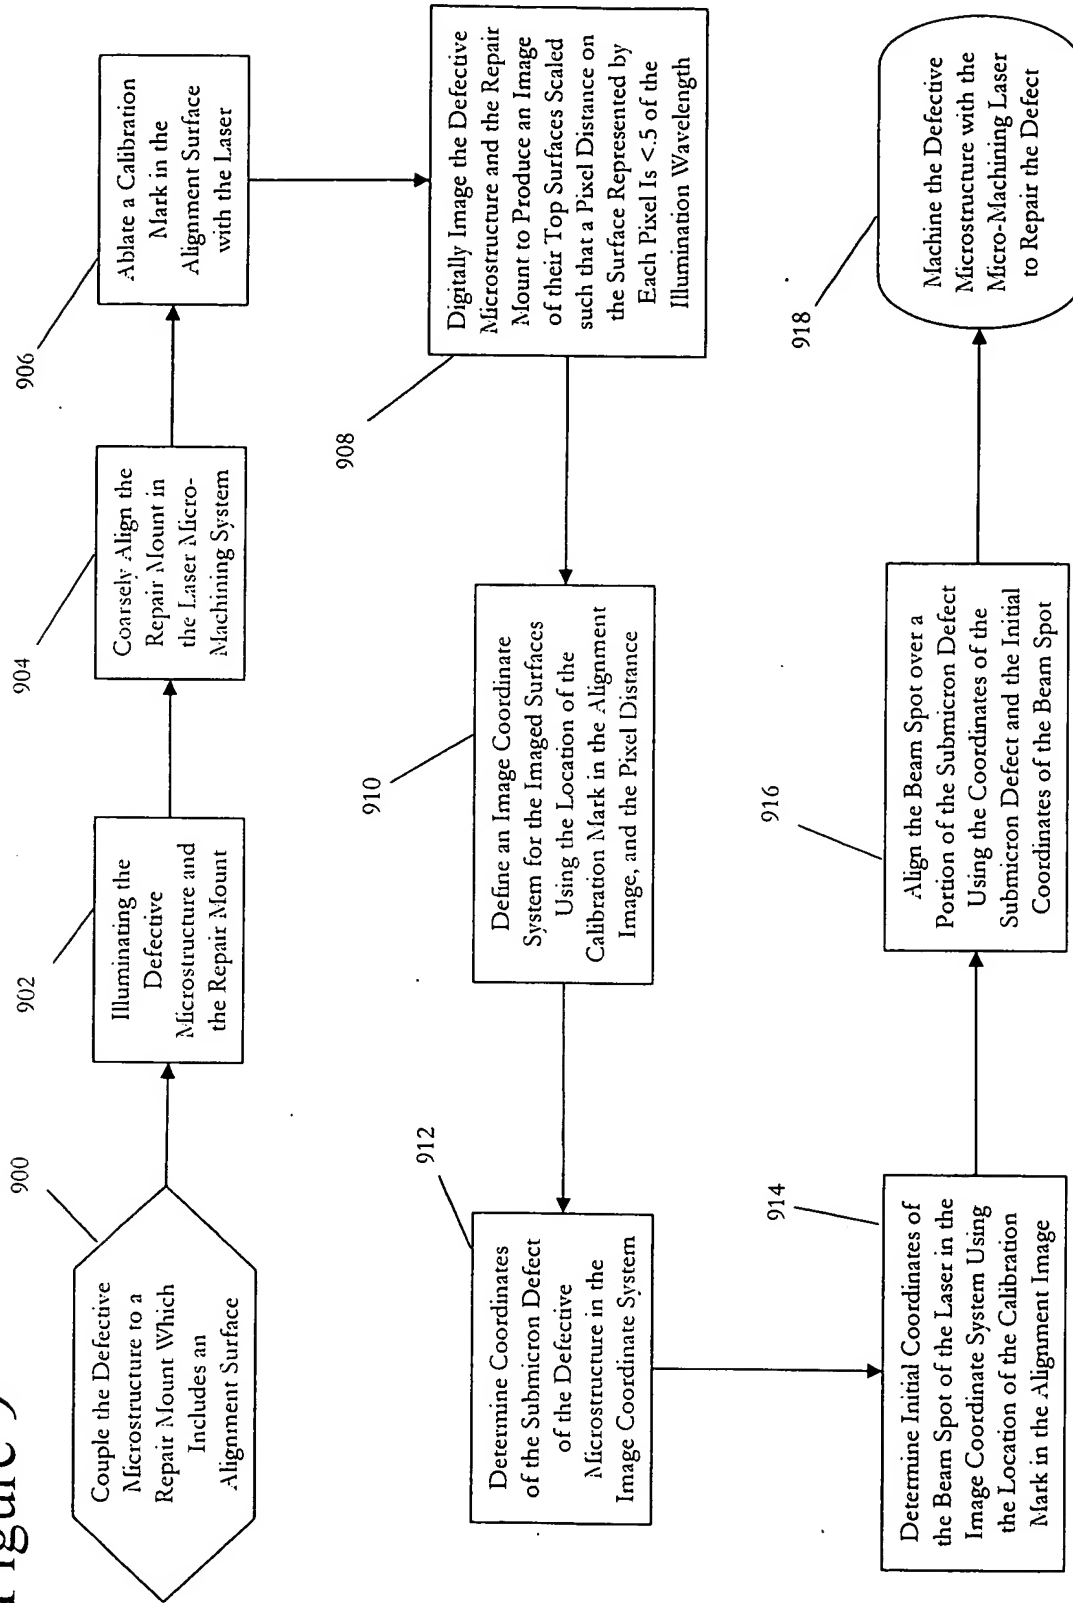 Figure 9
900
Couple the Defective
Microstructure to a
Repair Mount Which
Includes an
Alignment Surface
902
Illuminating the
Defective
Microstructure and
the Repair Mount
904
Coarsely Align the
Repair Mount in
the Laser Micro-
Machining System
906
Ablate a Calibration
Mark in the
Alignment Surface
with the Laser
908
Digitally Image the Defective
Microstructure and the Repair
Mount to Produce an Image
of their Top Surfaces Scaled
such that a Pixel Distance on
the Surface Represented by
Each Pixel Is <.5 of the
Illumination Wavelength
910
Define an Image Coordinate
System for the Imaged Surfaces
Using the Location of the
Calibration Mark in the Alignment
Image, and the Pixel Distance
912
Determine Coordinates
of the Submicron Defect
of the Defective
Microstructure in the
Image Coordinate System
914
Determine Initial Coordinates of
the Beam Spot of the Laser in the
Image Coordinate System Using
the Location of the Calibration
Mark in the Alignment Image
916
Align the Beam Spot over a
Portion of the Submicron Defect
Using the Coordinates of the
Submicron Defect and the Initial
Coordinates of the Beam Spot
918
Machine the Defective
Microstructure with the
Micro-Machining Laser
to Repair the Defect